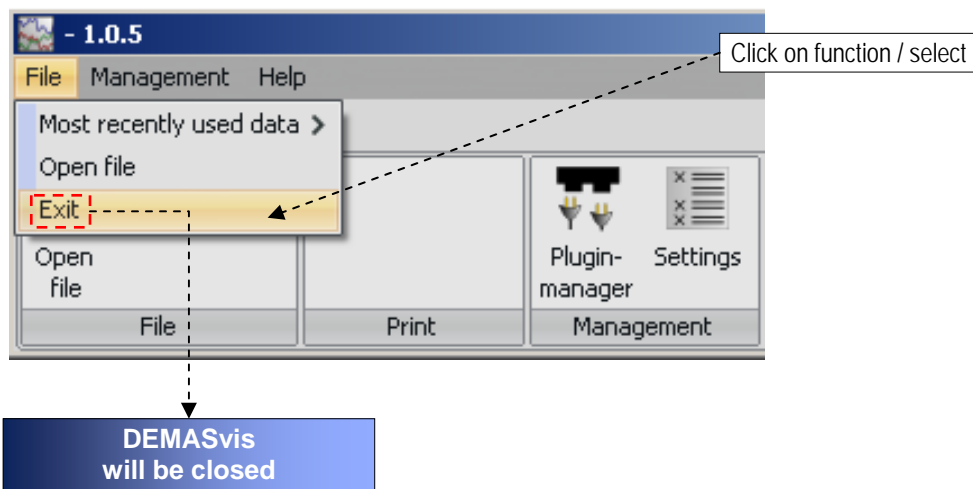 - 1.0.5
Click on function / select
File Management Help
Most recently used data >
Open file
Exit
Open
file
Plugin-
manager
Settings
File
Print
Management
DEMASvis
will be closed